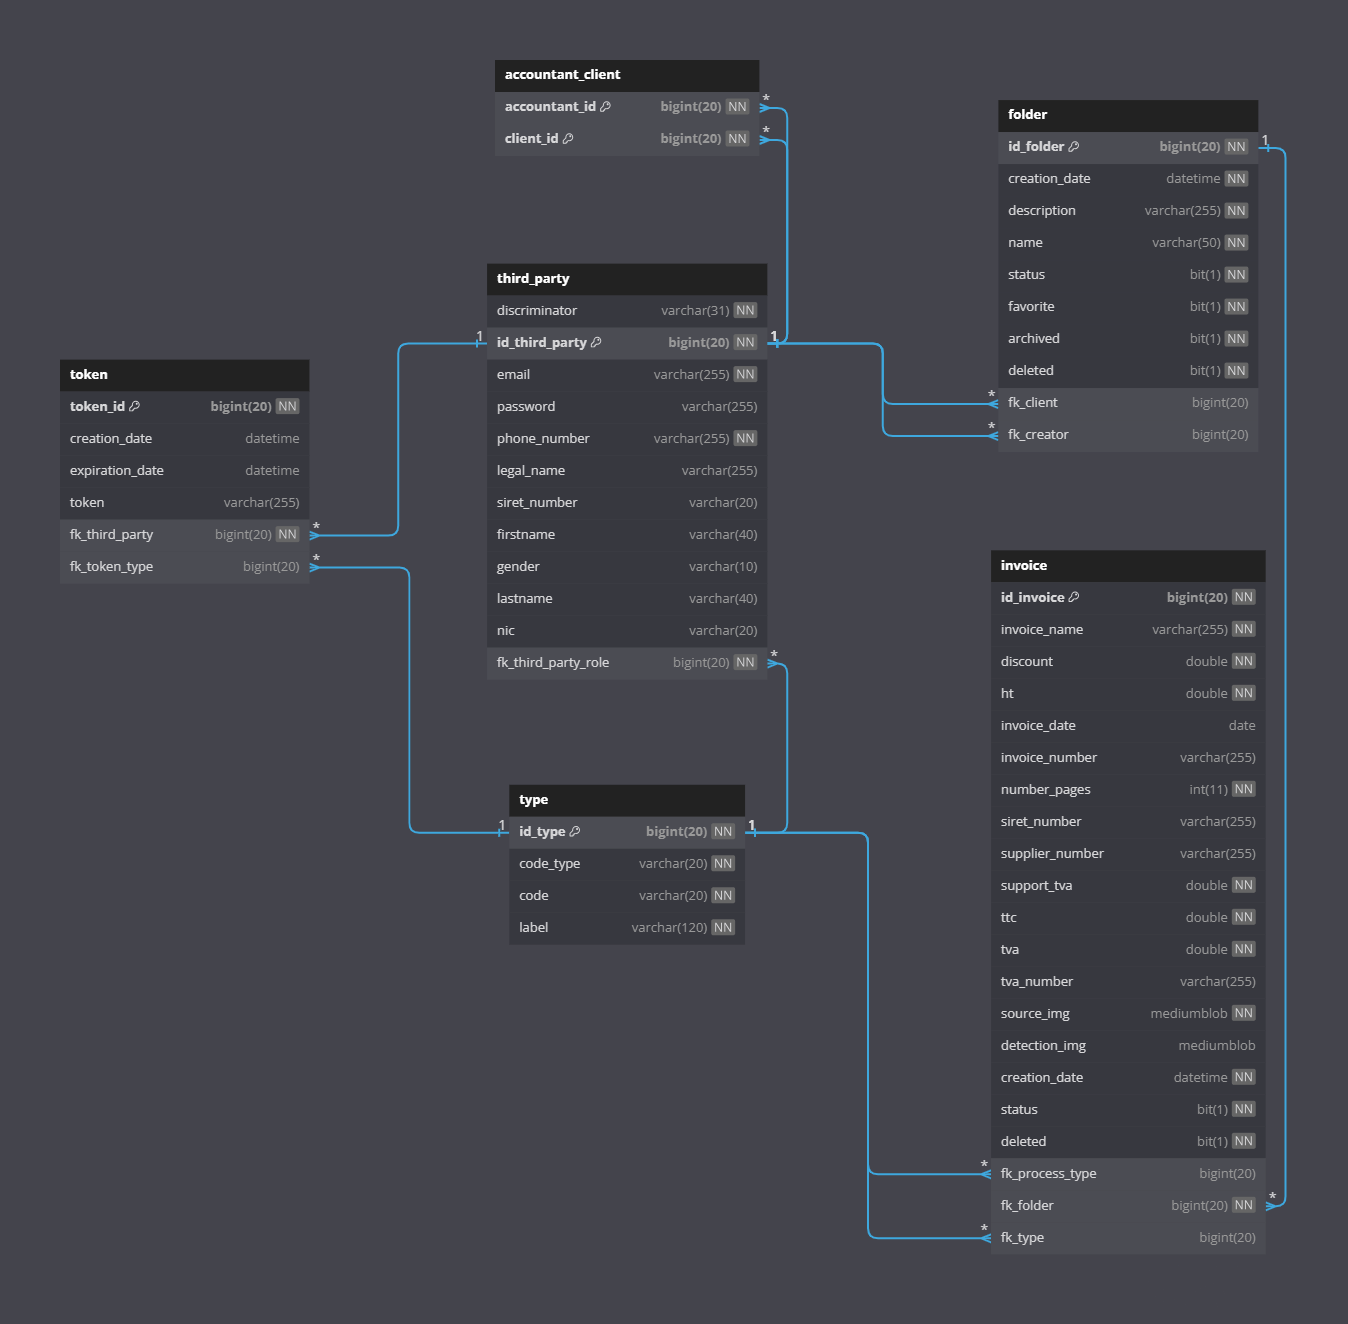 accountant_client
accountant_id bigint(20) NN *
client_id bigint(20) NN *
folder
id_folder bigint(20) NN 1
creation_date datetime NN
description varchar(255) NN
name varchar(50) NN
status bit(1) NN
favorite bit(1) NN
archived bit(1) NN
deleted bit(1) NN
* fk_client bigint(20)
* fk_creator bigint(20)
third_party
discriminator varchar(31) NN
1 id_third_party bigint(20) NN 1
email varchar(255) NN
password varchar(255)
phone_number varchar(255) NN
legal_name varchar(255)
siret_number varchar(20)
firstname varchar(40)
gender varchar(10)
lastname varchar(40)
nic varchar(20)
fk_third_party_role bigint(20) NN *
token
token_id bigint(20) NN
creation_date datetime
expiration_date datetime
token varchar(255)
fk_third_party bigint(20) NN *
fk_token_type bigint(20) *
type
1 id_type bigint(20) NN 1
code_type varchar(20) NN
code varchar(20) NN
label varchar(120) NN
invoice
id_invoice bigint(20) NN
invoice_name varchar(255) NN
discount double NN
ht double NN
invoice_date date
invoice_number varchar(255)
number_pages int(11) NN
siret_number varchar(255)
supplier_number varchar(255)
support_tva double NN
ttc double NN
tva double NN
tva_number varchar(255)
source_img mediumblob NN
detection_img mediumblob
creation_date datetime NN
status bit(1) NN
deleted bit(1) NN
* fk_process_type bigint(20)
fk_folder bigint(20) NN *
* fk_type bigint(20)